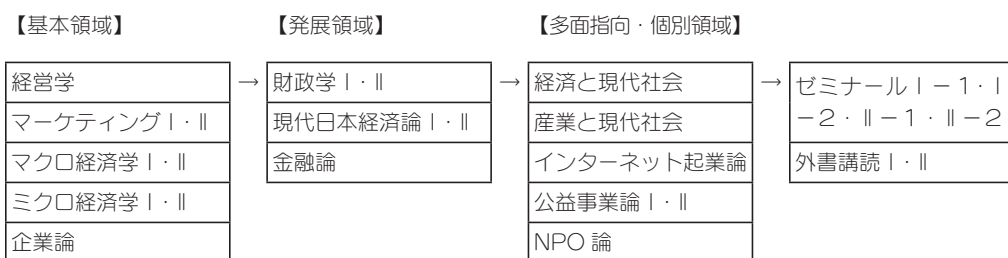 【基本領域】
【発展領域】
【多面指向・個別領域】
経営学
マーケティングⅠ・Ⅱ
マクロ経済学Ⅰ・Ⅱ
ミクロ経済学Ⅰ・Ⅱ
企業論
→
財政学Ⅰ・Ⅱ
現代日本経済論Ⅰ・Ⅱ
金融論
→
経済と現代社会
産業と現代社会
インターネット起業論
公益事業論Ⅰ・Ⅱ
NPO 論
→
ゼミナールⅠ－１・Ⅰ
－２・Ⅱ－１・Ⅱ－２
外書講読Ⅰ・Ⅱ